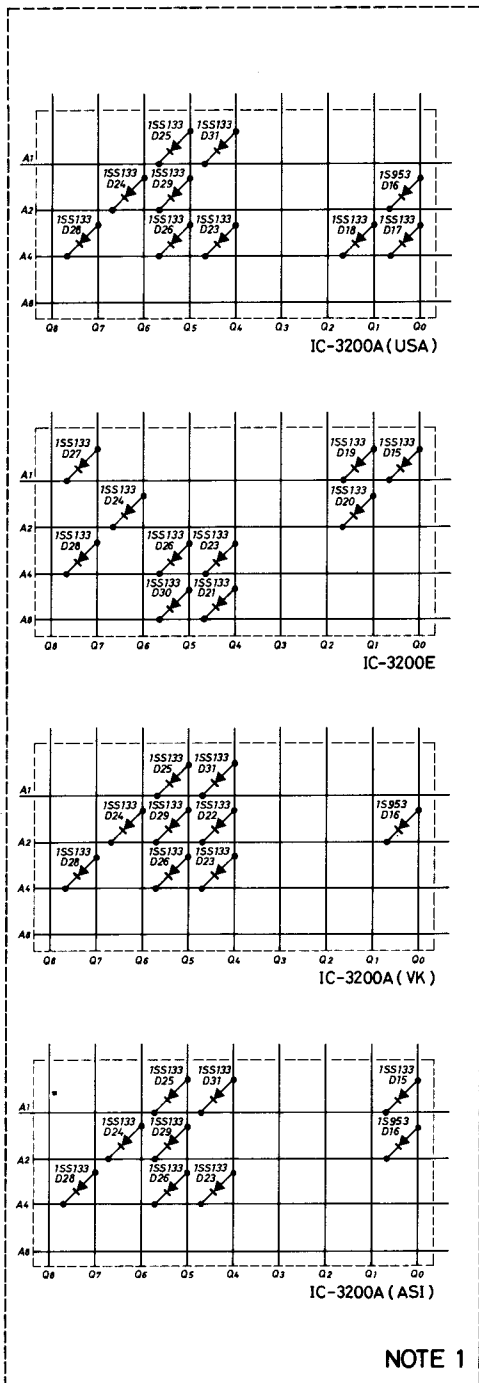 1SS133 1SS133
D25 D31
A1
1SS133 1SS133 1S953
D24 D29 D16
A2
1SS133 1SS133 1SS133 1SS133 1SS133
D28 D26 D23 D18 D17
A4
A8
Q8 Q7 Q6 Q5 Q4 Q3 Q2 Q1 Q0
IC-3200A (USA)
1SS133 1SS133 1SS133
D27 D19 D15
A1
1SS133 1SS133
D24 D20
A2
1SS133 1SS133 1SS133
D28 D26 D23
A4
1SS133 1SS133
D30 D21
A8
Q8 Q7 Q6 Q5 Q4 Q3 Q2 Q1 Q0
IC-3200E
1SS133 1SS133
D25 D31
A1
1SS133 1SS133 1SS133 1S953
D24 D29 D22 D16
A2
1SS133 1SS133 1SS133
D28 D26 D23
A4
A8
Q8 Q7 Q6 Q5 Q4 Q3 Q2 Q1 Q0
IC-3200A (VK)
1SS133 1SS133 1SS133
D25 D31 D15
A1
1SS133 1SS133 1S953
D24 D29 D16
A2
1SS133 1SS133 1SS133
D28 D26 D23
A4
A8
Q8 Q7 Q6 Q5 Q4 Q3 Q2 Q1 Q0
IC-3200A (ASI)
NOTE 1